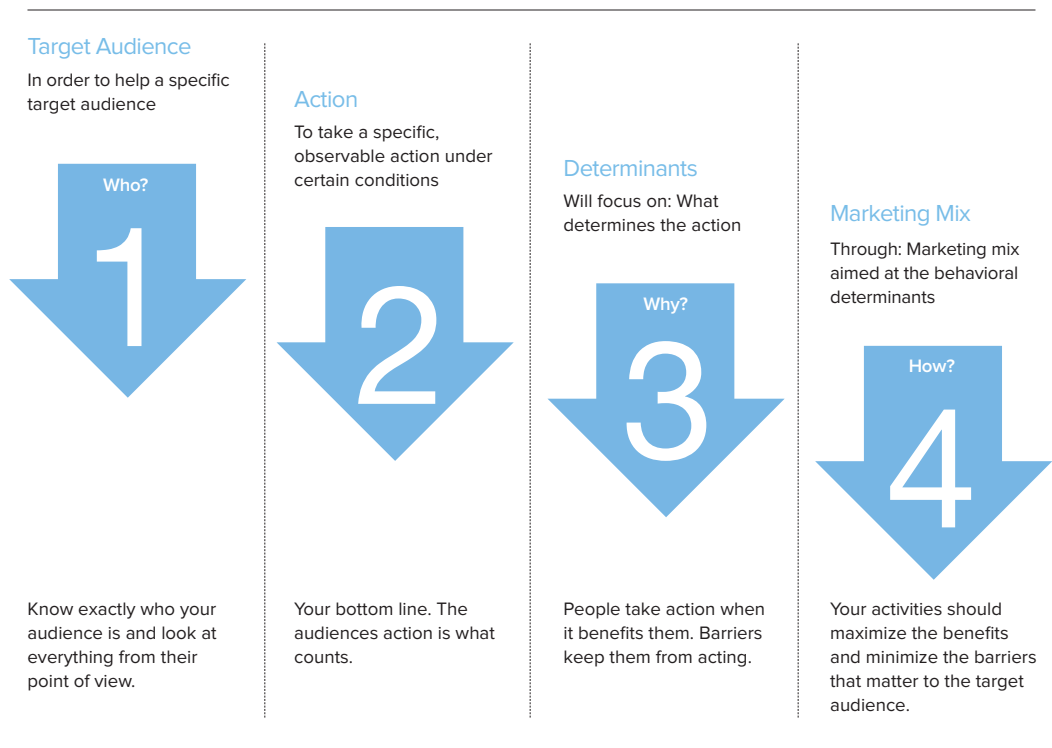 Target Audience
In order to help a specific
target audience
Who?
1
Know exactly who your
audience is and look at
everything from their
point of view.
Action
To take a specific,
observable action under
certain conditions
2
Your bottom line. The
audiences action is what
counts.
Determinants
Will focus on: What
determines the action
Why?
3
People take action when
it benefits them. Barriers
keep them from acting.
Marketing Mix
Through: Marketing mix
aimed at the behavioral
determinants
How?
4
Your activities should
maximize the benefits
and minimize the barriers
that matter to the target
audience.